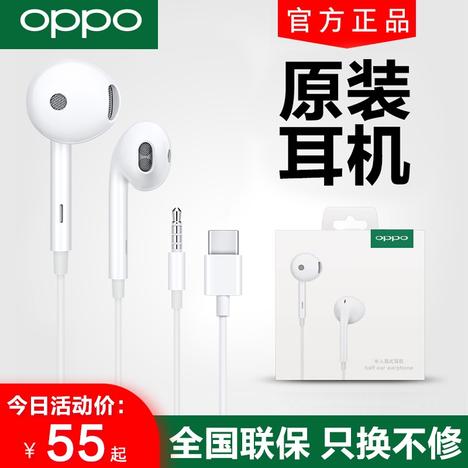 oppo
官方正品
原装
耳机
oppo
半入耳式耳机
half ear earphone
今日活动价:
¥ 55起
全国联保 只换不修